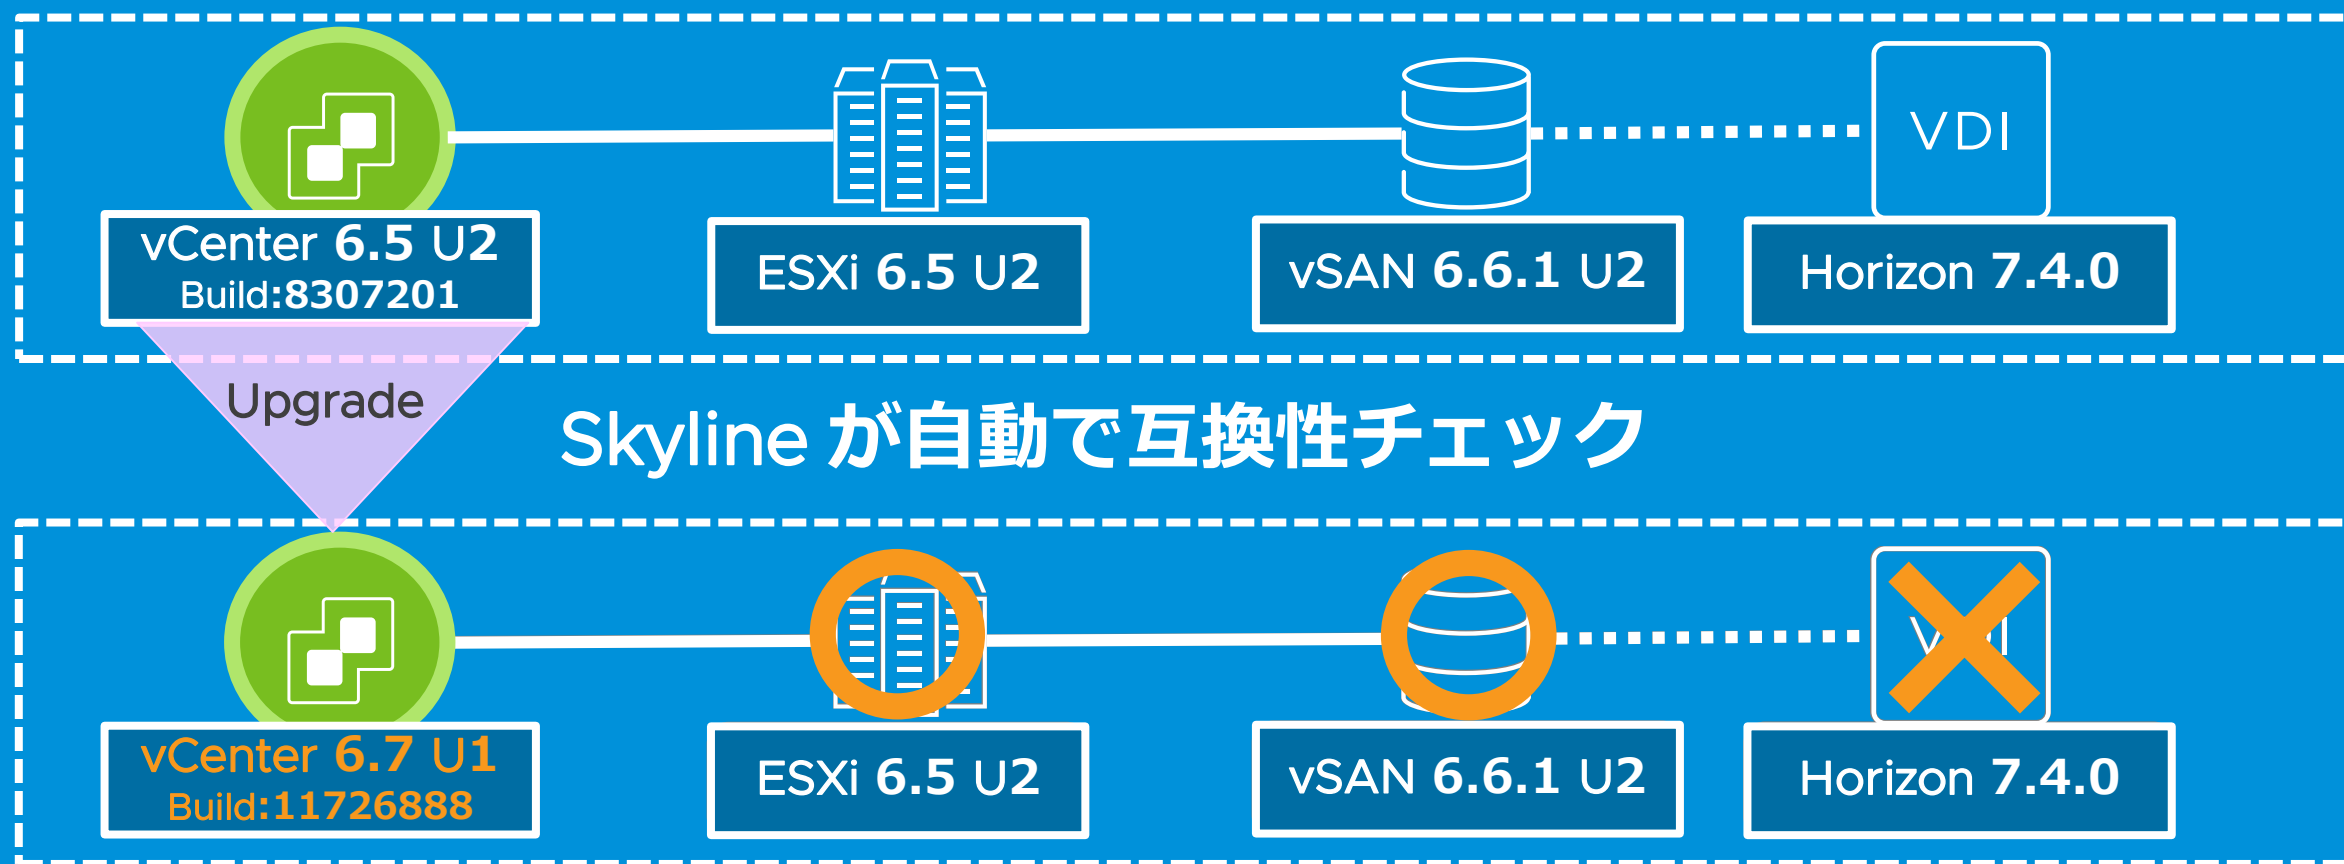 VDI
vCenter 6.5 U2
Build:8307201
ESXi 6.5 U2
vSAN 6.6.1 U2
Horizon 7.4.0
Upgrade
Skyline が自動で互換性チェック
VDI
vCenter 6.7 U1
Build:11726888
ESXi 6.5 U2
vSAN 6.6.1 U2
Horizon 7.4.0